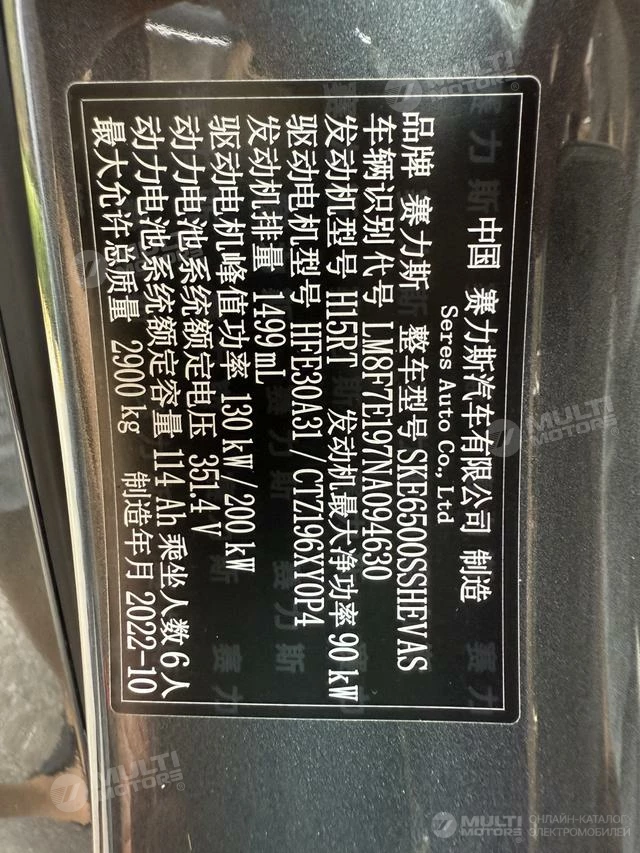 中国 赛力斯汽车有限公司 制造
Seres Auto Co., Ltd
品牌 赛力斯 整车型号 SKE6500SSHEVAS
车辆识别代号 LM8F7E197NA094630
发动机型号 H15RT 发动机最大净功率 90 kW
驱动电机型号 HFE30A31 / CTZ196XY0P4
发动机排量 1499 mL
驱动电机峰值功率 130 kW / 200 kW
动力电池系统额定电压 351.4 V
动力电池系统额定容量 114 Ah 乘坐人数 6 人
最大允许总质量 2900 kg 制造年月 2022-10
MULTI MOTORS
ОНЛАЙН-КАТАЛОГ
ЭЛЕКТРОМОБИЛЕЙ